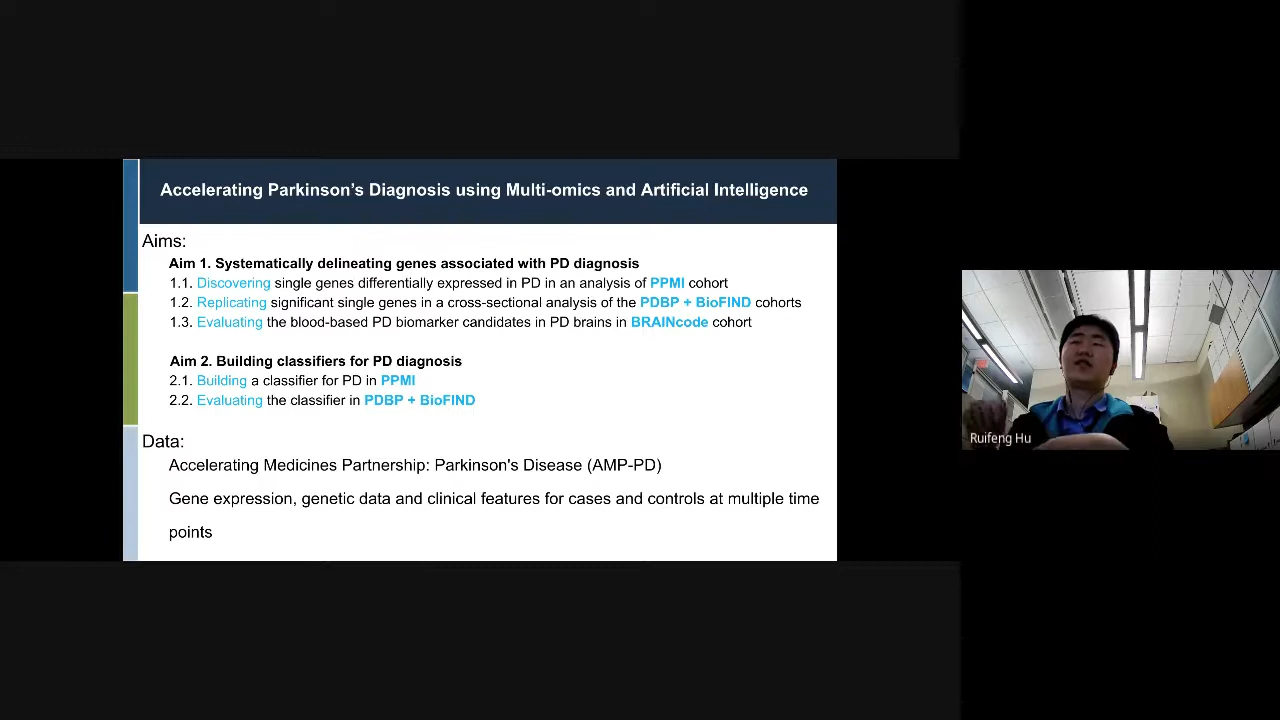 Accelerating Parkinson's Diagnosis using Multi-omics and Artificial Intelligence
Aims:
Aim 1. Systematically delineating genes associated with PD diagnosis
1.1. Discovering single genes differentially expressed in PD in an analysis of PPMI cohort
1.2. Replicating significant single genes in a cross-sectional analysis of the PDBP + BioFIND cohorts
1.3. Evaluating the blood-based PD biomarker candidates in PD brains in BRAINcode cohort
Aim 2. Building classifiers for PD diagnosis
2.1. Building a classifier for PD in PPMI
2.2. Evaluating the classifier in PDBP + BioFIND
Data:
Accelerating Medicines Partnership: Parkinson's Disease (AMP-PD)
Gene expression, genetic data and clinical features for cases and controls at multiple time
points
Ruifeng Hu